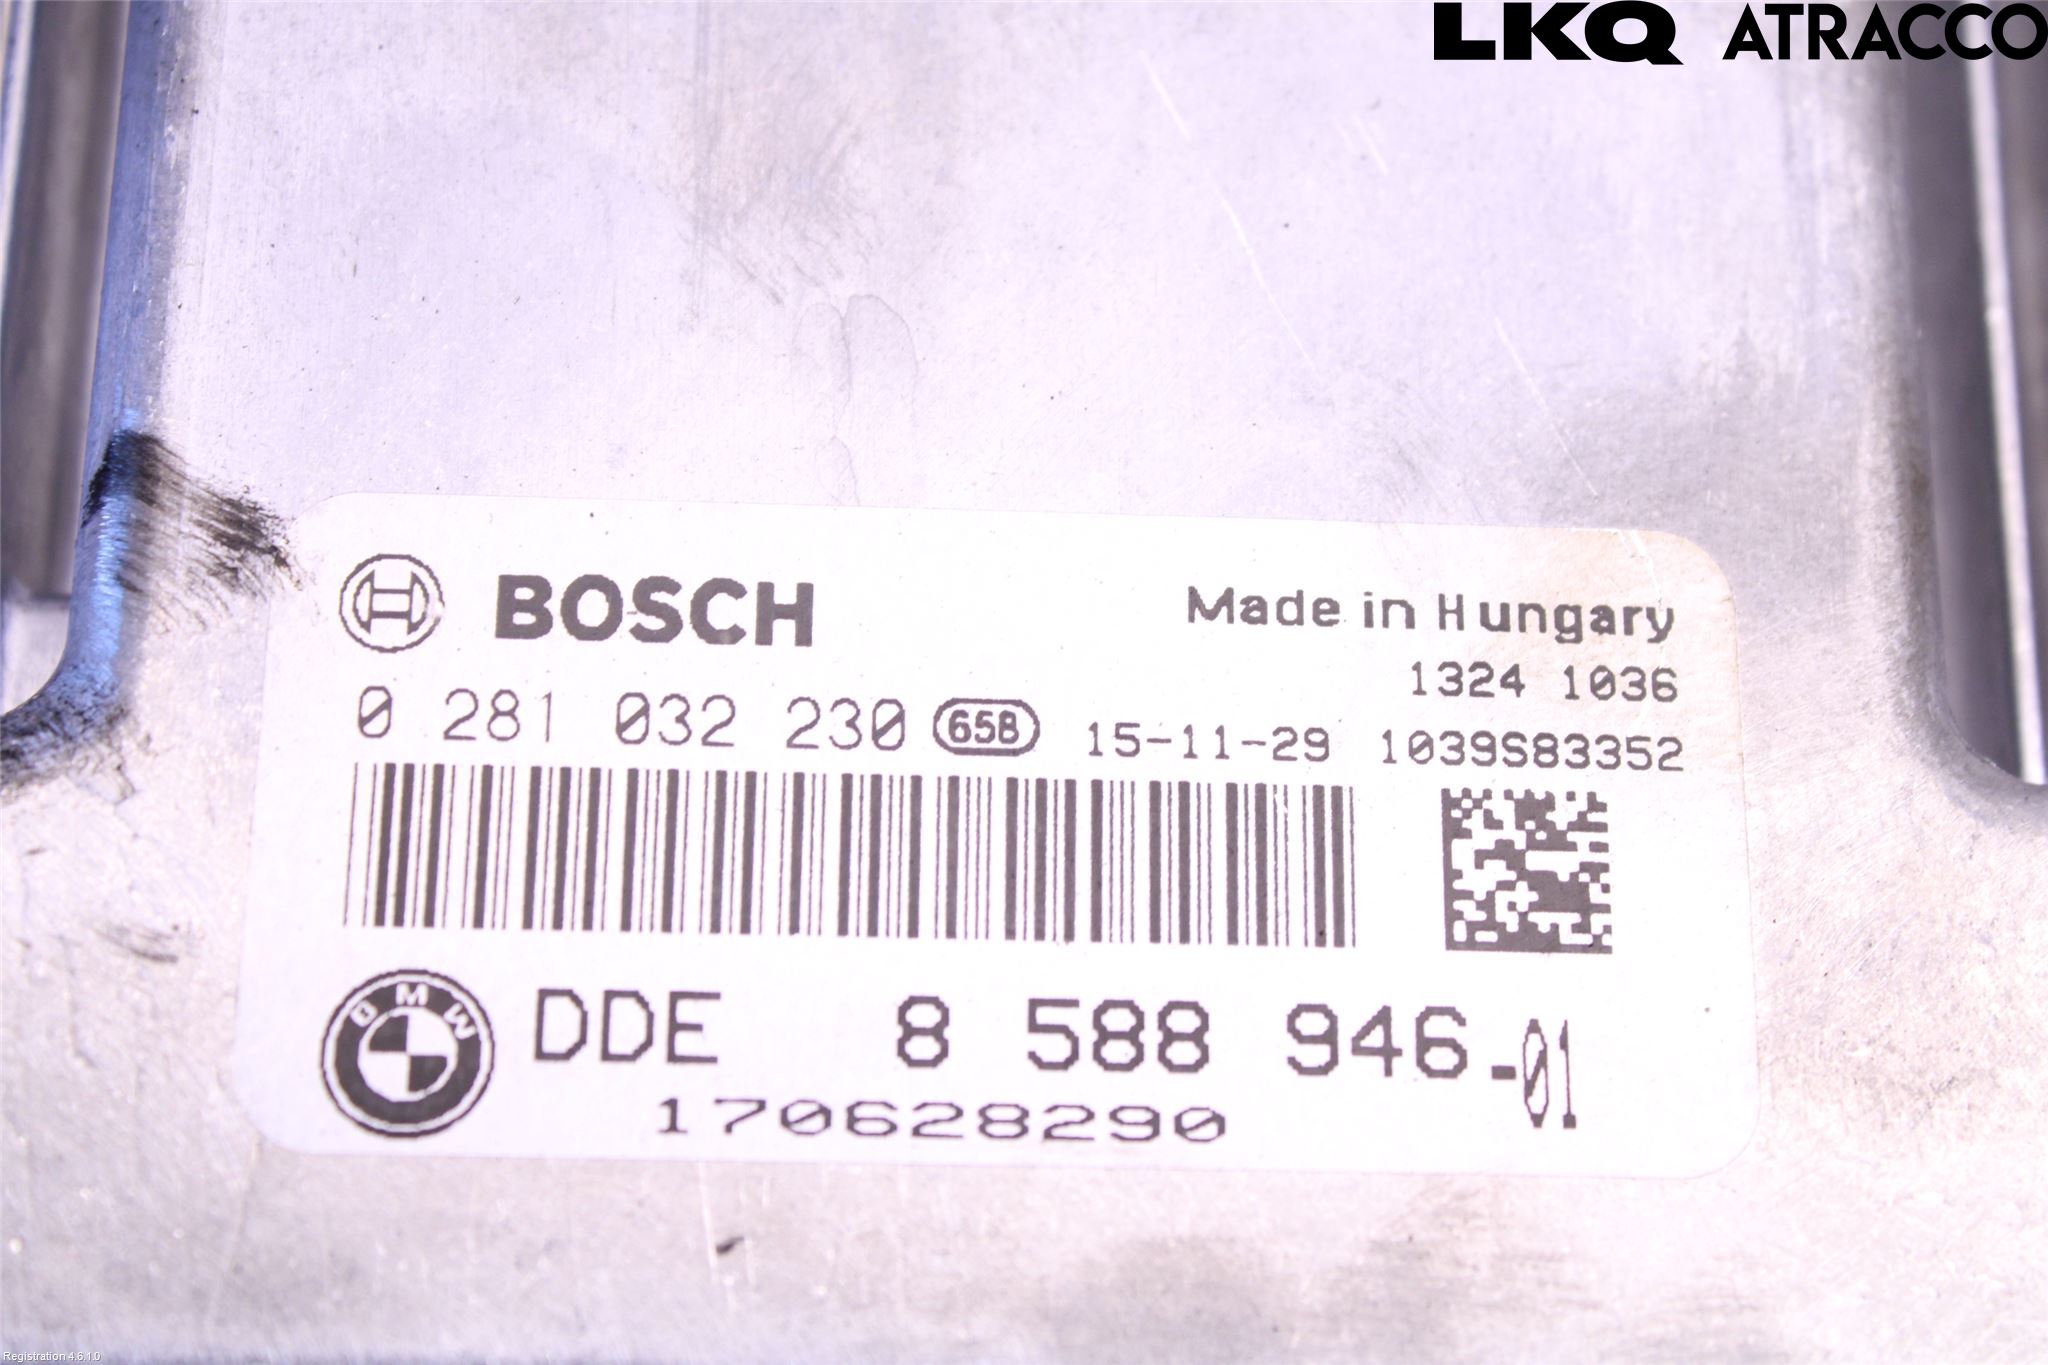 LKQ ATRACCO
BOSCH
Made in Hungary
1324 1036
0 281 032 230 65B 15-11-29 1039S83352
BMW
DDE 8 588 946-01
170628290
Registration 4.6.1.0